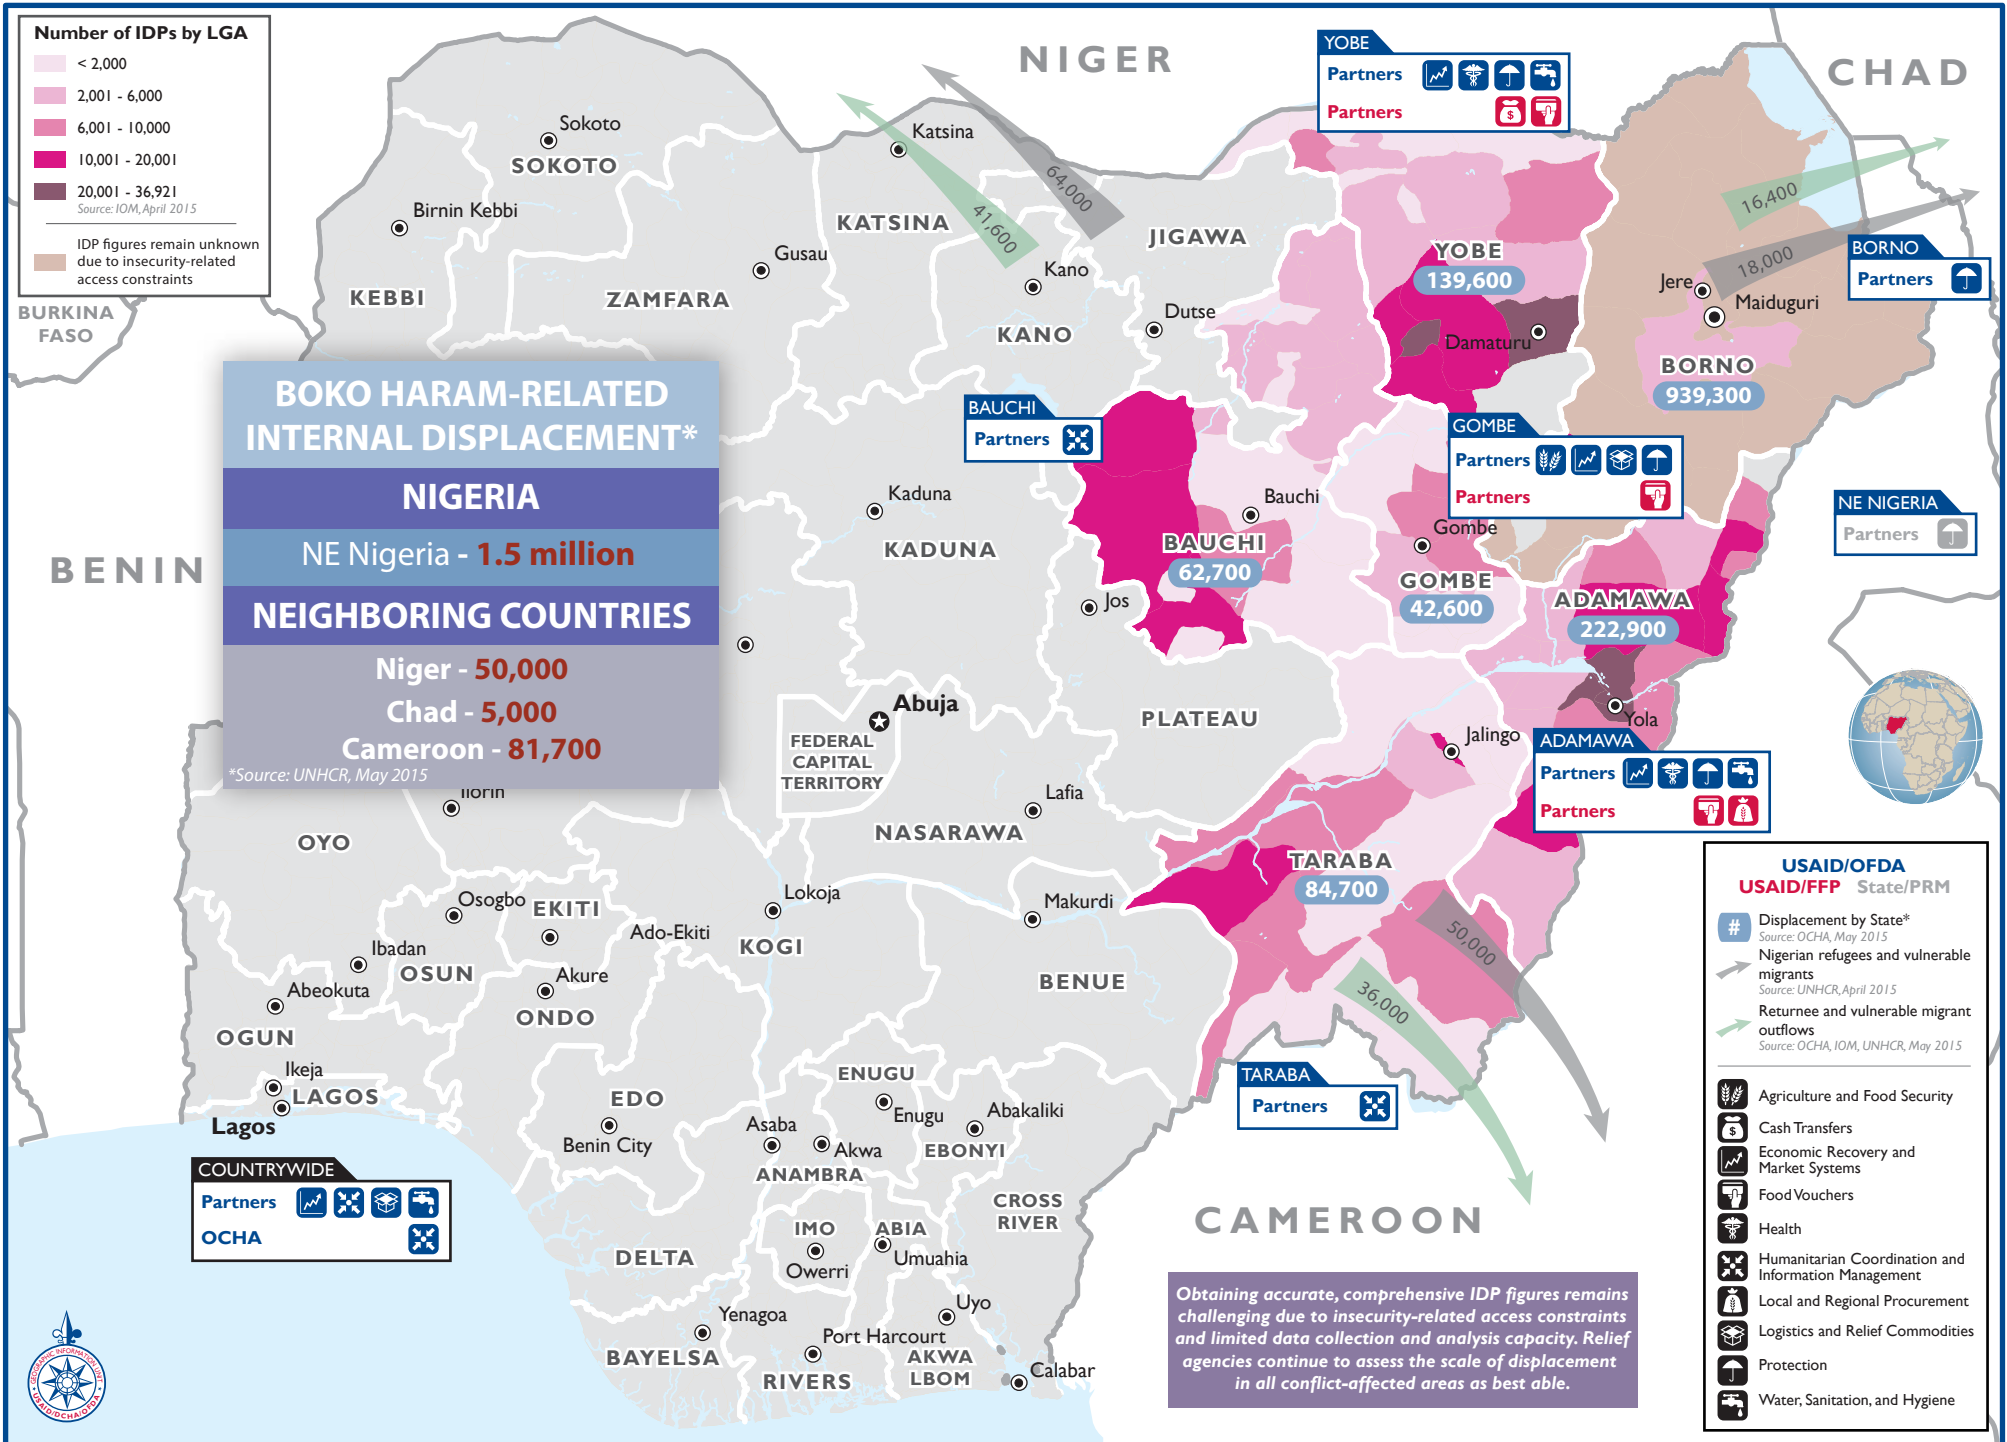 Number of IDPs by LGA
< 2,000
2,001 - 6,000
6,001 - 10,000
10,001 - 20,001
20,001 - 36,921
Source: IOM, April 2015
IDP figures remain unknown
due to insecurity-related
access constraints
NIGER
CHAD
BURKINA
FASO
BENIN
CAMEROON
YOBE
Partners
Partners
BORNO
Partners
BAUCHI
Partners
GOMBE
Partners
Partners
NE NIGERIA
Partners
ADAMAWA
Partners
Partners
TARABA
Partners
COUNTRYWIDE
Partners
OCHA
BOKO HARAM-RELATED
INTERNAL DISPLACEMENT*
NIGERIA
NE Nigeria - 1.5 million
NEIGHBORING COUNTRIES
Niger - 50,000
Chad - 5,000
Cameroon - 81,700
*Source: UNHCR, May 2015
Sokoto
SOKOTO
Birnin Kebbi
KEBBI
Gusau
ZAMFARA
Katsina
KATSINA
41,600
64,000
Kano
KANO
JIGAWA
Dutse
YOBE
139,600
Damaturu
16,400
18,000
Jere
Maiduguri
BORNO
939,300
Kaduna
KADUNA
Bauchi
BAUCHI
62,700
Gombe
GOMBE
42,600
ADAMAWA
222,900
Yola
Jos
PLATEAU
Jalingo
Abuja
FEDERAL
CAPITAL
TERRITORY
Ilorin
OYO
Lafia
NASARAWA
TARABA
84,700
50,000
36,000
Osogbo
EKITI
Ado-Ekiti
Lokoja
KOGI
Makurdi
BENUE
Ibadan
OSUN
Akure
ONDO
Abeokuta
OGUN
Ikeja
LAGOS
Lagos
EDO
Benin City
ENUGU
Enugu
Abakaliki
EBONYI
Asaba
Akwa
ANAMBRA
CROSS
RIVER
IMO
Owerri
ABIA
Umuahia
DELTA
Uyo
Yenagoa
Port Harcourt
BAYELSA
RIVERS
AKWA
LBOM
Calabar
Obtaining accurate, comprehensive IDP figures remains
challenging due to insecurity-related access constraints
and limited data collection and analysis capacity. Relief
agencies continue to assess the scale of displacement
in all conflict-affected areas as best able.
USAID/OFDA
USAID/FFP State/PRM
# Displacement by State*
Source: OCHA, May 2015
Nigerian refugees and vulnerable
migrants
Source: UNHCR, April 2015
Returnee and vulnerable migrant
outflows
Source: OCHA, IOM, UNHCR, May 2015
Agriculture and Food Security
Cash Transfers
Economic Recovery and
Market Systems
Food Vouchers
Health
Humanitarian Coordination and
Information Management
Local and Regional Procurement
Logistics and Relief Commodities
Protection
Water, Sanitation, and Hygiene
GEOGRAPHIC INFORMATION UNIT
USAID/DCHA/OFDA